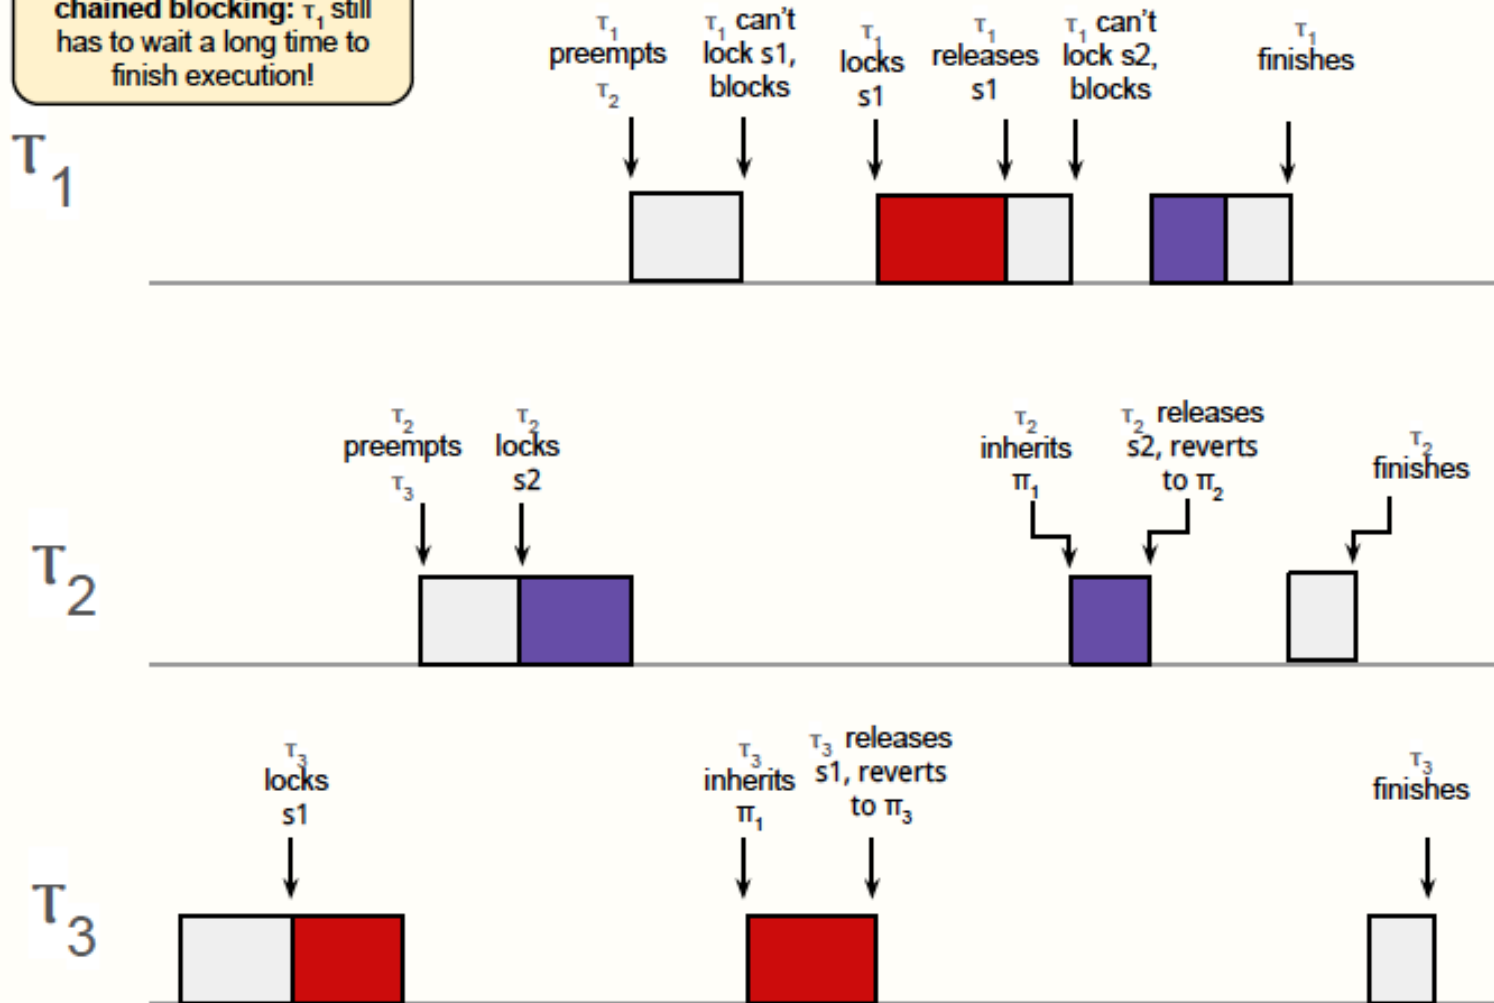 chained blocking: τ1 still
has to wait a long time to
finish execution!
τ1
preempts
τ2
τ1 can't
lock s1,
blocks
τ1
locks
s1
τ1
releases
s1
τ1 can't
lock s2,
blocks
τ1
finishes
τ1
τ2
preempts
τ3
τ2
locks
s2
τ2
inherits
π1
τ2 releases
s2, reverts
to π2
τ2
finishes
τ2
τ3
locks
s1
τ3
inherits
π1
τ3 releases
s1, reverts
to π3
τ3
finishes
τ3